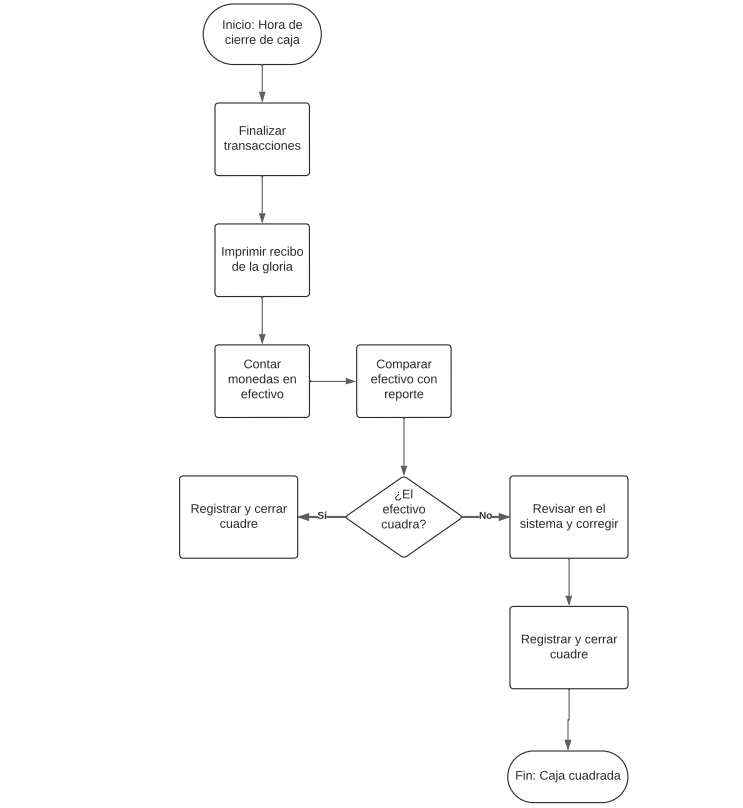 Inicio: Hora de
cierre de caja
Finalizar
transacciones
Imprimir recibo
de la gloria
Contar
monedas en
efectivo
Comparar
efectivo con
reporte
¿El
efectivo
cuadra?
Sí
No
Registrar y cerrar
cuadre
Revisar en el
sistema y corregir
Registrar y cerrar
cuadre
Fin: Caja cuadrada